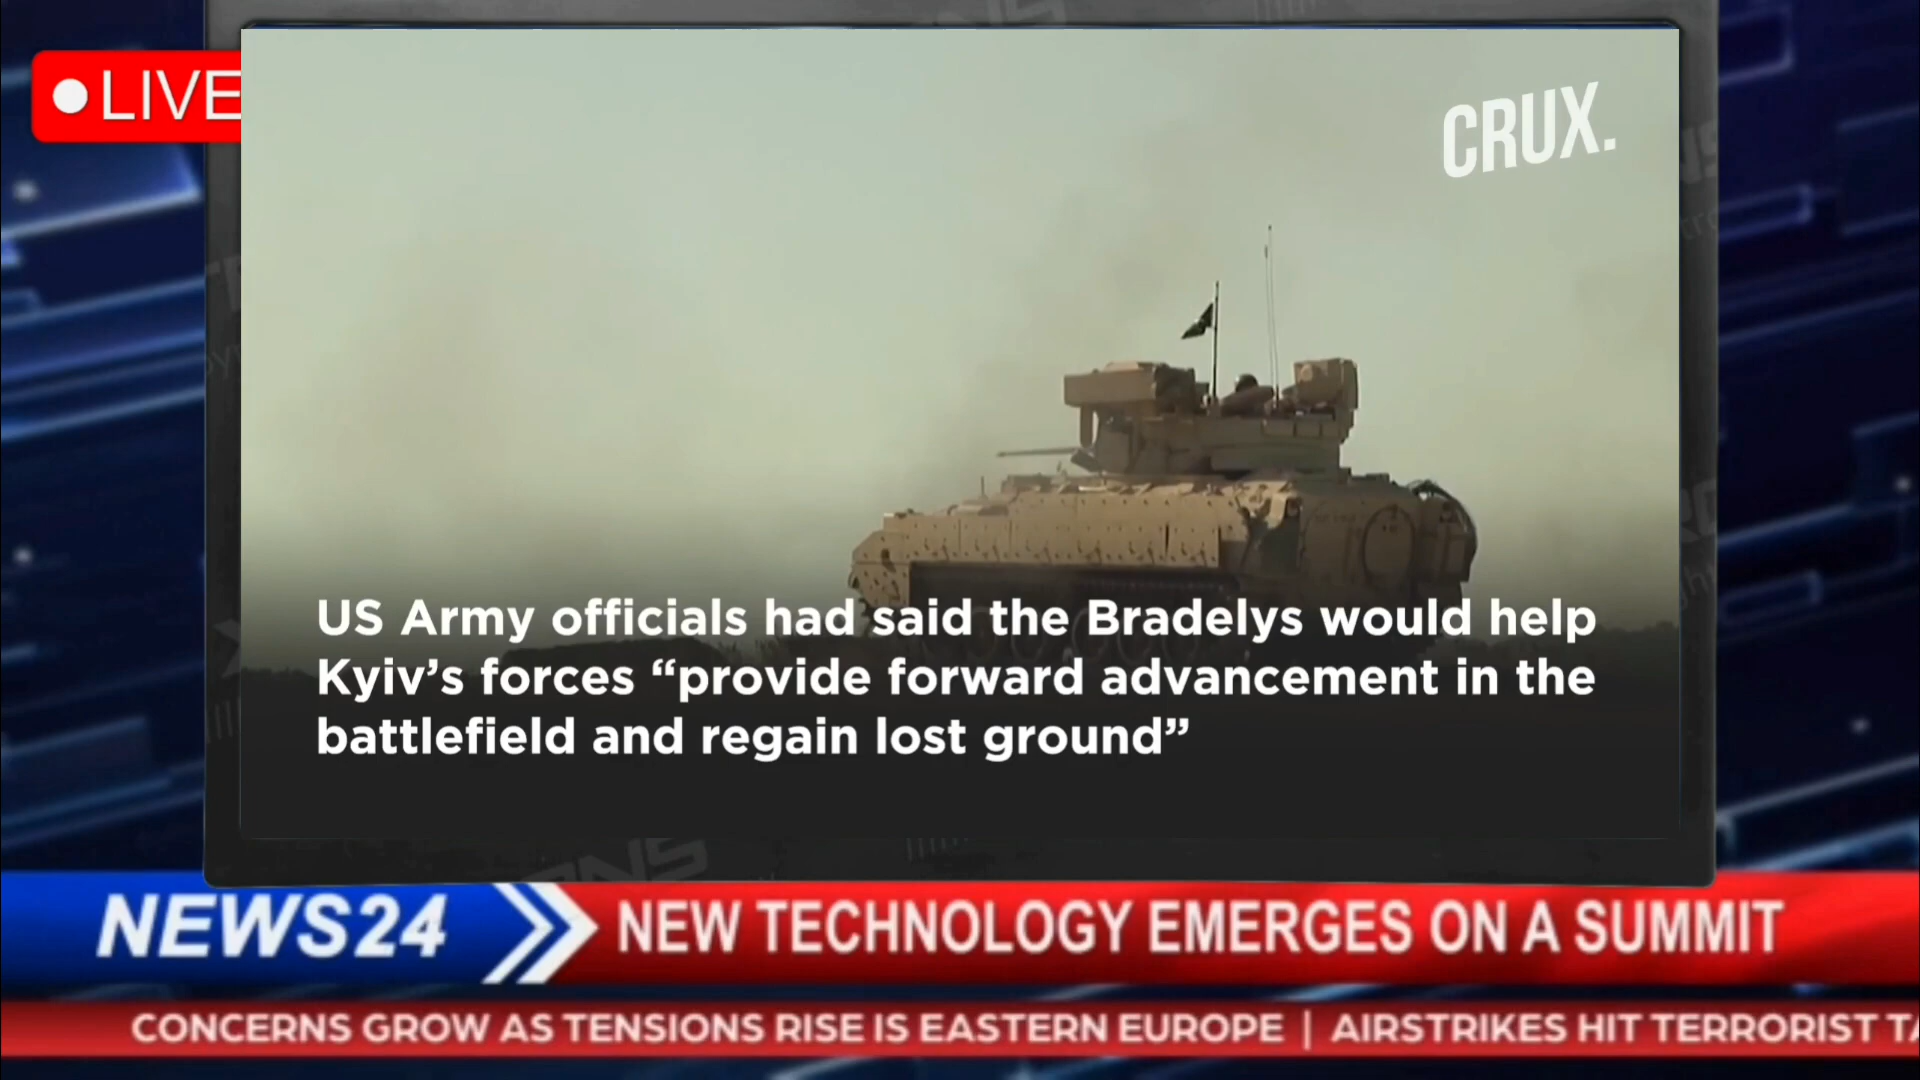 LIVE
CRUX.
US Army officials had said the Bradelys would help
Kyiv’s forces “provide forward advancement in the
battlefield and regain lost ground”
NEWS24
NEW TECHNOLOGY EMERGES ON A SUMMIT
CONCERNS GROW AS TENSIONS RISE IS EASTERN EUROPE | AIRSTRIKES HIT TERRORIST